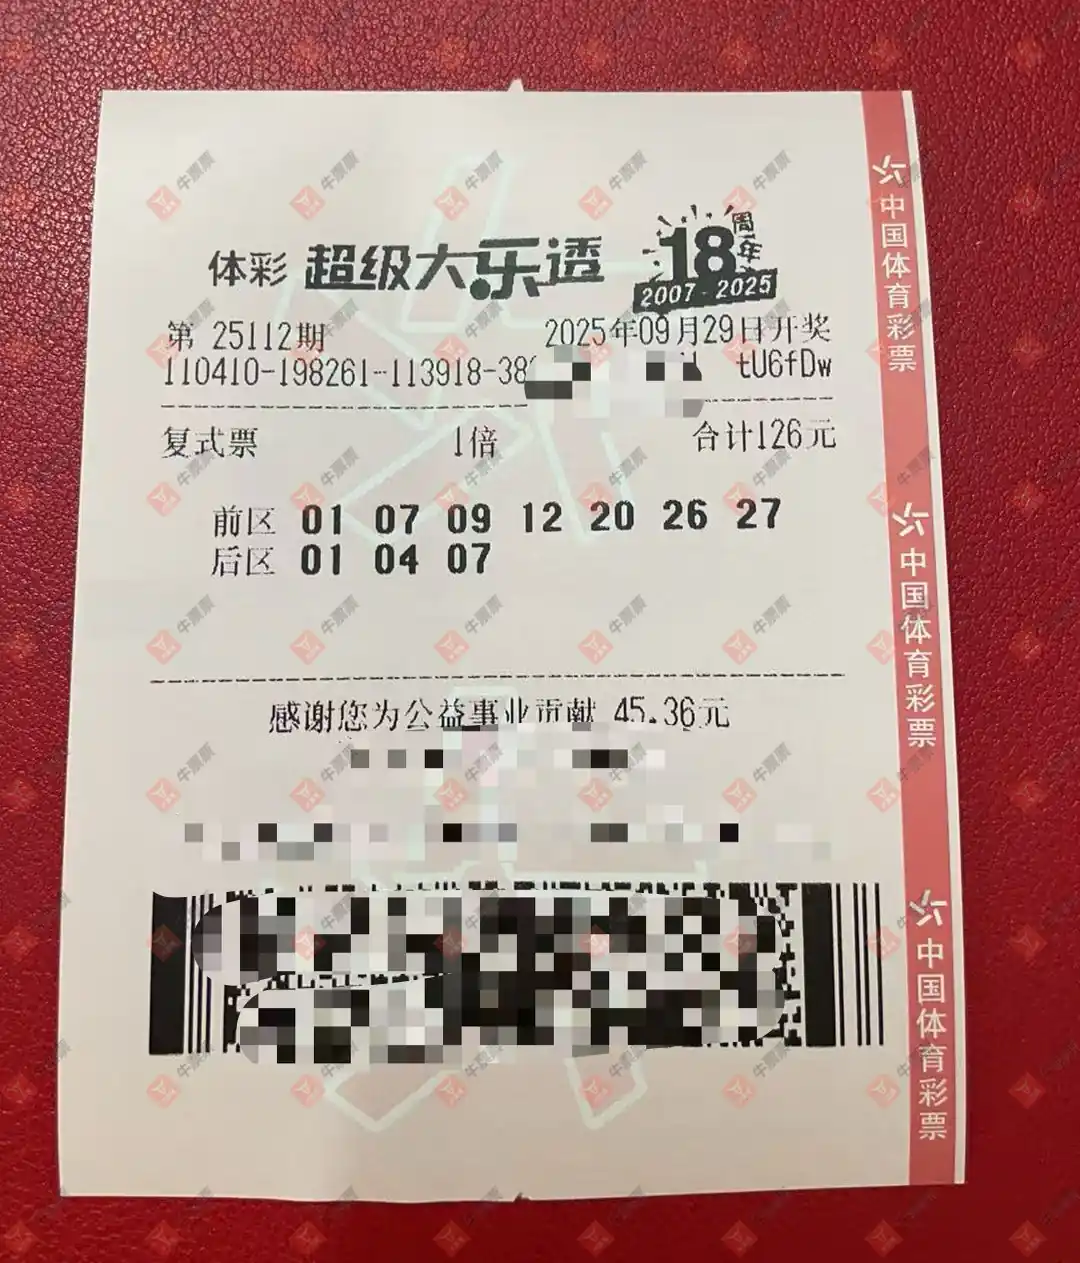 体彩 超级大乐透 18周年 2007-2025
第 25112期 2025年09月29日开奖
110410-198261-113918-38 tU6fDw
复式票 1倍 合计126元
前区 01 07 09 12 20 26 27
后区 01 04 07
感谢您为公益事业贡献 45.36元
中国体育彩票
中国体育彩票
中国体育彩票
牛票票